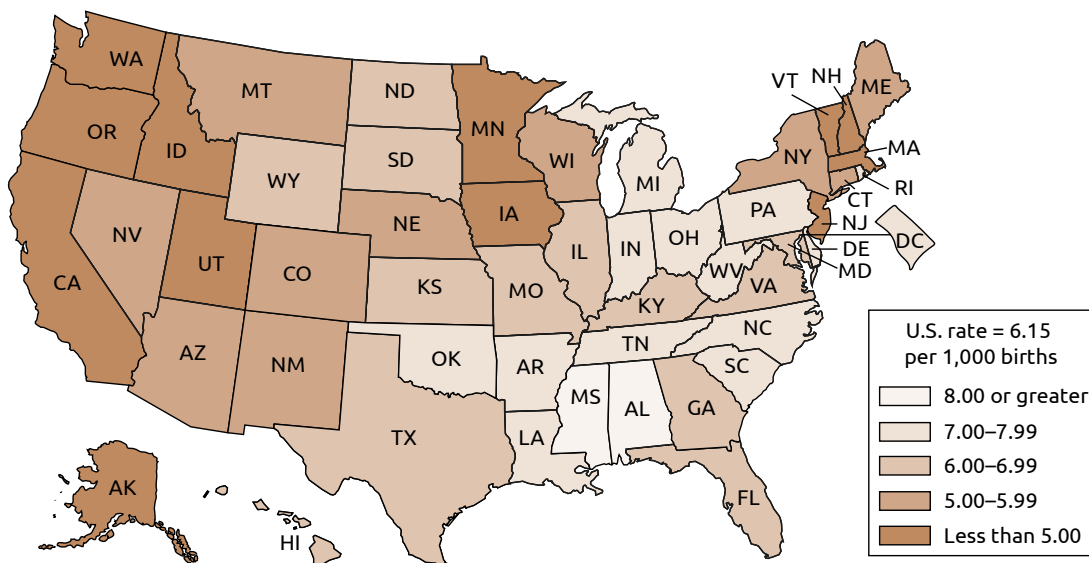 WA
MT
ND
MN
VT
NH
ME
OR
ID
SD
WI
NY
MA
WY
MI
RI
CT
PA
NE
IA
NJ
DC
NV
UT
CO
IL
IN
OH
DE
MD
CA
KS
MO
WV
VA
KY
AZ
NM
OK
AR
TN
NC
SC
MS
AL
GA
TX
LA
FL
AK
HI
U.S. rate = 6.15
per 1,000 births
8.00 or greater
7.00–7.99
6.00–6.99
5.00–5.99
Less than 5.00